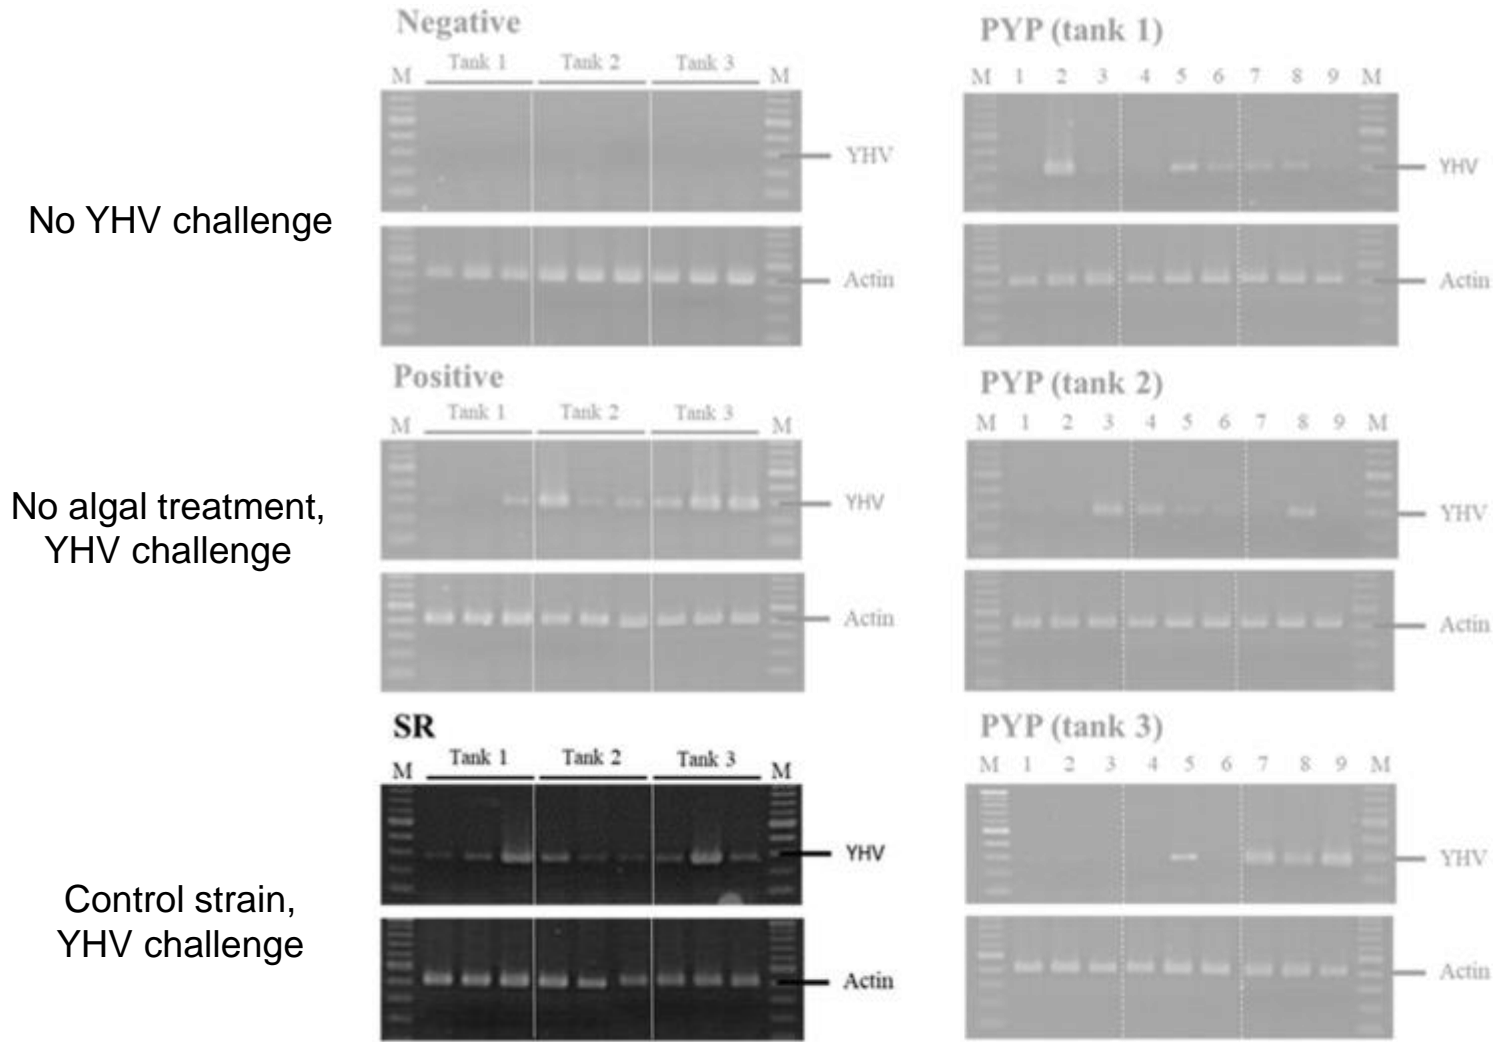 Negative
Tank 1 Tank 2 Tank 3
M M
YHV
Actin
No YHV challenge
Positive
Tank 1 Tank 2 Tank 3
M M
YHV
Actin
No algal treatment,
YHV challenge
SR
Tank 1 Tank 2 Tank 3
M M
YHV
Actin
Control strain,
YHV challenge
PYP (tank 1)
M 1 2 3 4 5 6 7 8 9 M
YHV
Actin
PYP (tank 2)
M 1 2 3 4 5 6 7 8 9 M
YHV
Actin
PYP (tank 3)
M 1 2 3 4 5 6 7 8 9 M
YHV
Actin